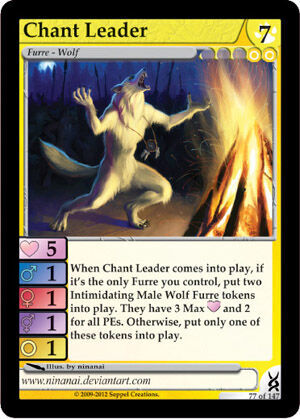 Chant Leader
7
Furre - Wolf
5
1
1
1
1
When Chant Leader comes into play, if
it's the only Furre you control, put two
Intimidating Male Wolf Furre tokens
into play. They have 3 Max and 2
for all PEs. Otherwise, put only one of
these tokens into play.
Illus. by ninanai
www.ninanai.deviantart.com
77 of 147
© 2009-2012 Seppel Creations.